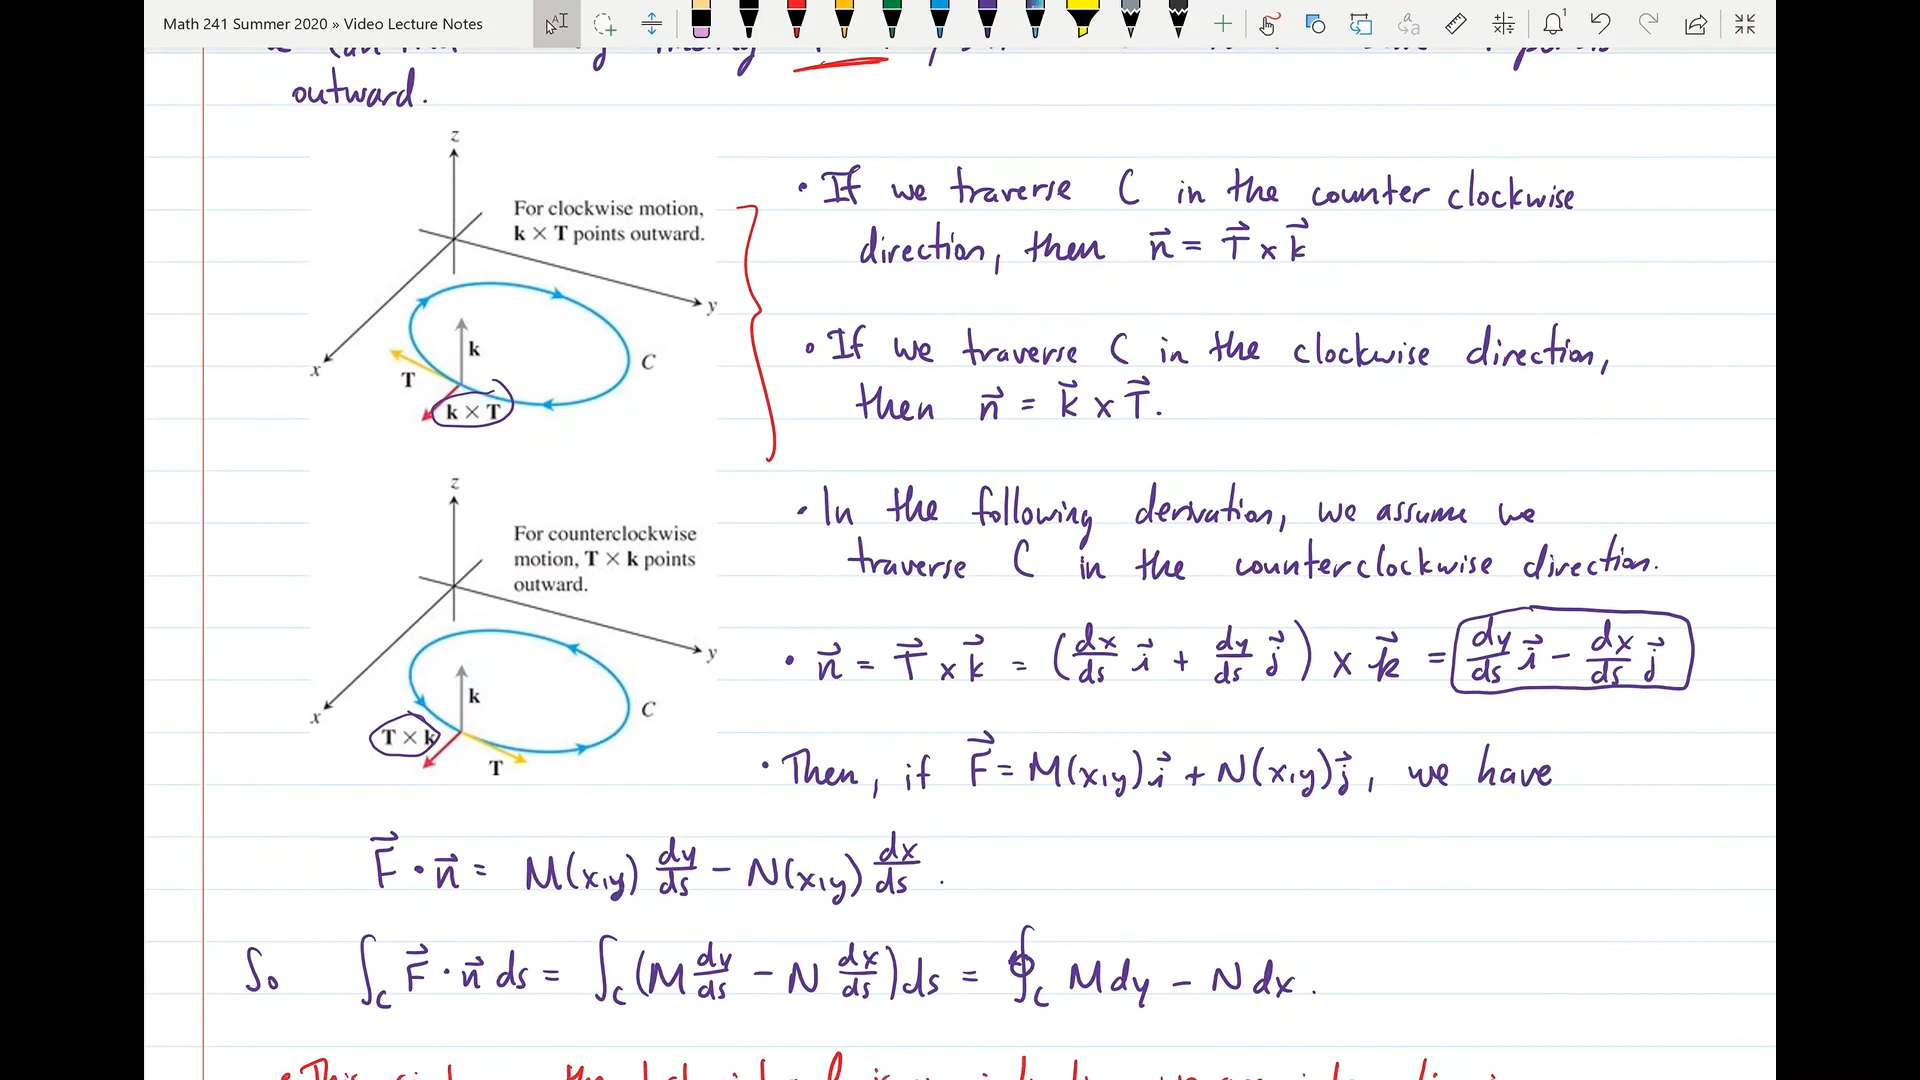 Math 241 Summer 2020 » Video Lecture Notes
outward.
z
For clockwise motion,
k × T points outward.
y
x
k
C
T
k × T
• If we traverse C in the counter clockwise
direction, then n⃗ = T⃗ × k⃗
• If we traverse C in the clockwise direction,
then n⃗ = k⃗ × T⃗.
z
For counterclockwise
motion, T × k points
outward.
y
x
k
C
T × k
T
• In the following derivation, we assume we
traverse C in the counterclockwise direction.
• n⃗ = T⃗ × k⃗ = (dx/ds i⃗ + dy/ds j⃗) × k⃗ = dy/ds i⃗ − dx/ds j⃗
• Then, if F⃗ = M(x,y)i⃗ + N(x,y)j⃗, we have
F⃗ · n⃗ = M(x,y) dy/ds − N(x,y) dx/ds.
So ∫_C F⃗ · n⃗ ds = ∫_C (M dy/ds − N dx/ds) ds = ∮_C M dy − N dx.